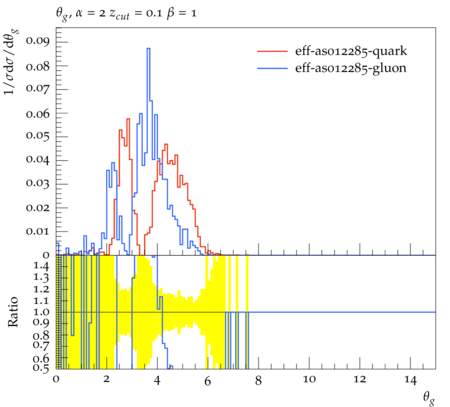 θg, α = 2 zcut = 0.1 β = 1
1/σdσ/dθg
0.09
0.08
0.07
0.06
0.05
0.04
0.03
0.02
0.01
0
eff-as012285-quark
eff-as012285-gluon
Ratio
1.4
1.3
1.2
1.1
1.0
0.9
0.8
0.7
0.6
0.5
0 2 4 6 8 10 12 14
θg